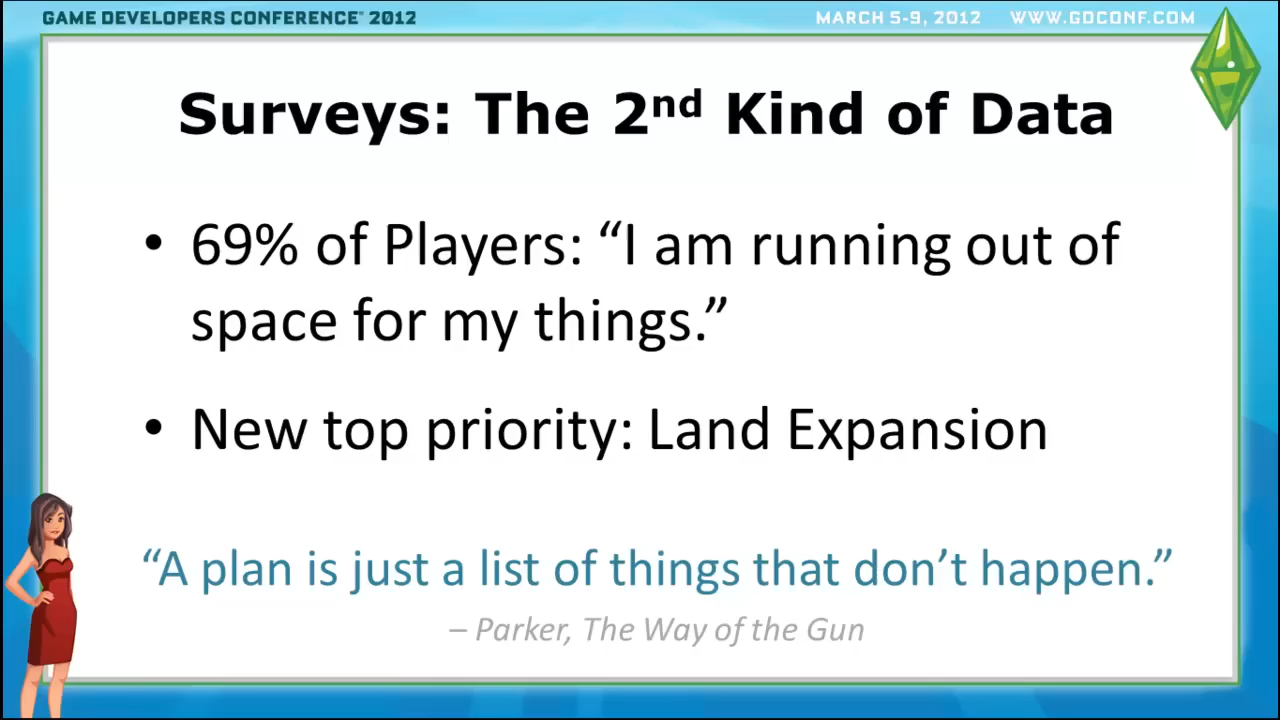 GAME DEVELOPERS CONFERENCE® 2012
MARCH 5-9, 2012 WWW.GDCONF.COM
Surveys: The 2nd Kind of Data
• 69% of Players: “I am running out of
space for my things.”
• New top priority: Land Expansion
“A plan is just a list of things that don’t happen.”
– Parker, The Way of the Gun